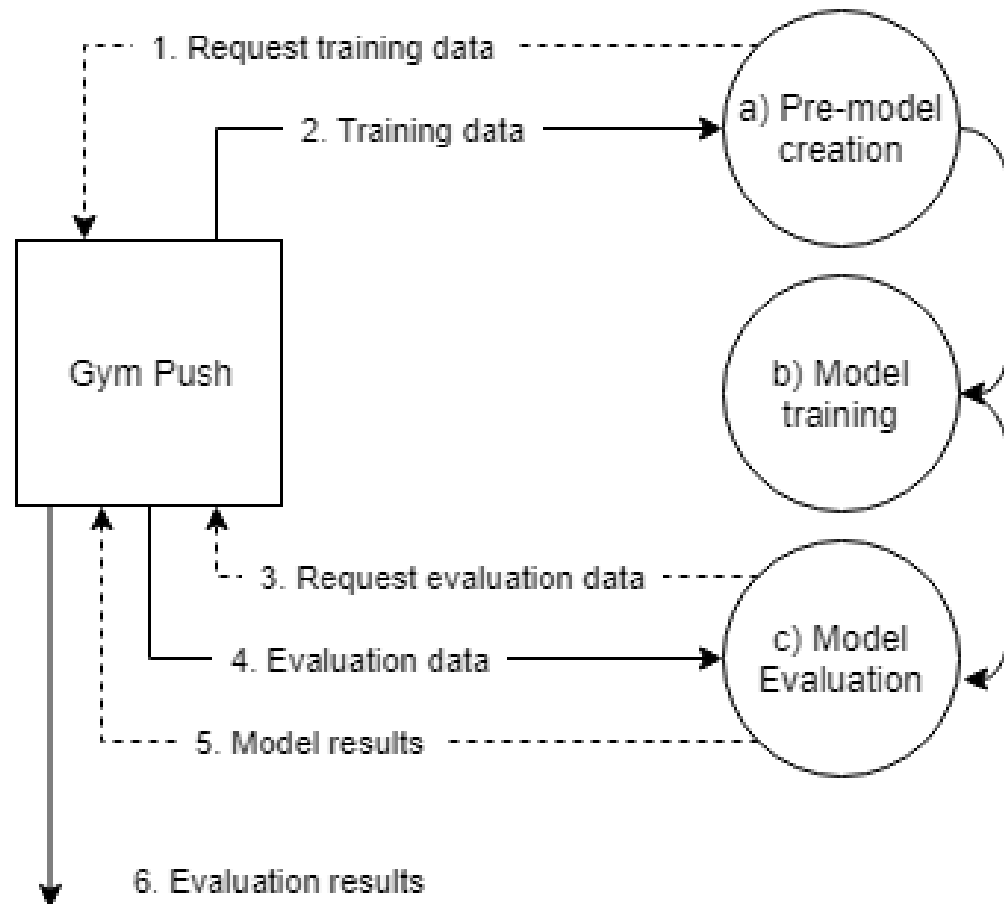 1. Request training data
2. Training data
a) Pre-model
creation
Gym Push
b) Model
training
3. Request evaluation data
4. Evaluation data
c) Model
Evaluation
5. Model results
6. Evaluation results